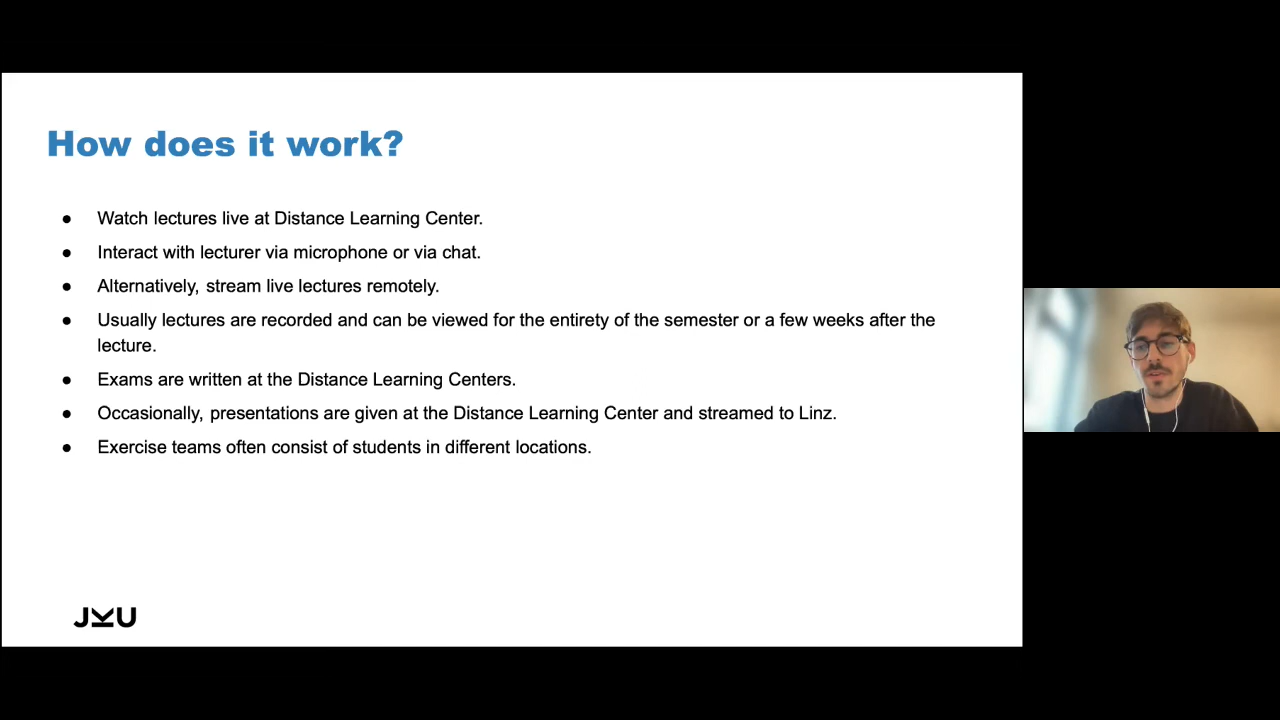 How does it work?
● Watch lectures live at Distance Learning Center.
● Interact with lecturer via microphone or via chat.
● Alternatively, stream live lectures remotely.
● Usually lectures are recorded and can be viewed for the entirety of the semester or a few weeks after the
lecture.
● Exams are written at the Distance Learning Centers.
● Occasionally, presentations are given at the Distance Learning Center and streamed to Linz.
● Exercise teams often consist of students in different locations.
JKU